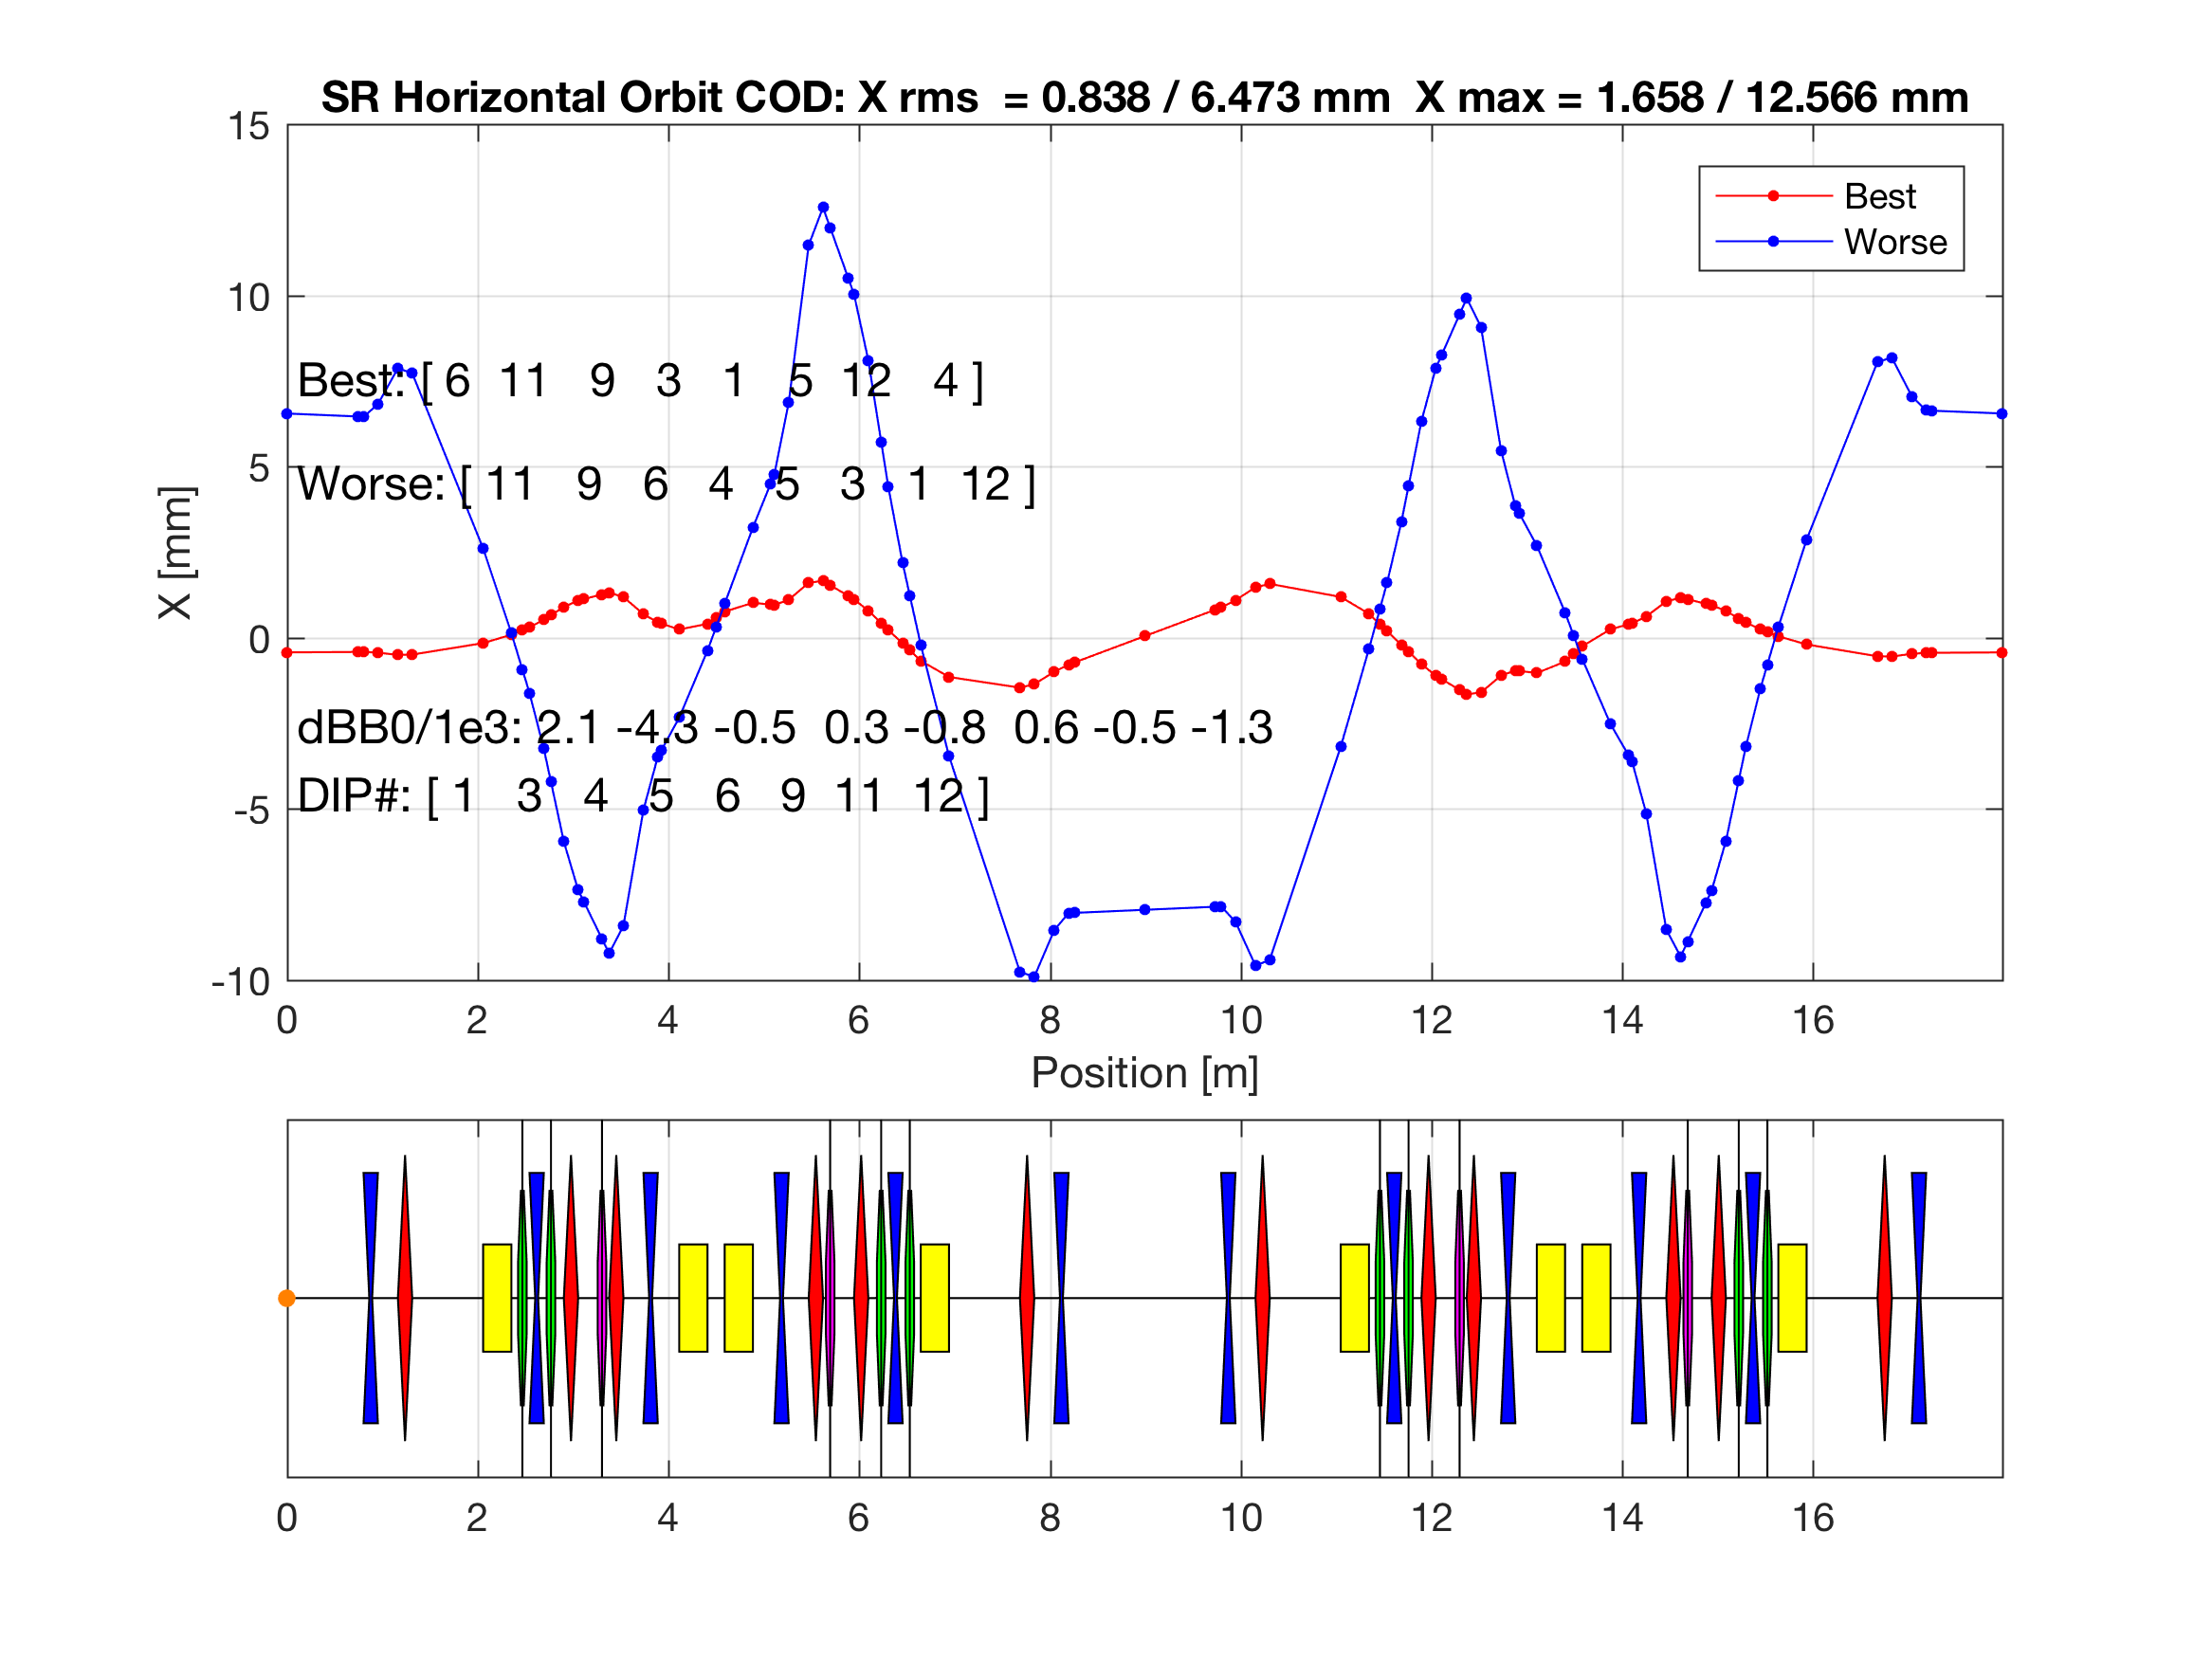 SR Horizontal Orbit COD: X rms = 0.838 / 6.473 mm X max = 1.658 / 12.566 mm
15
10
5
0
-5
-10
X [mm]
Best
Worse
Best: [ 6 11 9 3 1 5 12 4 ]
Worse: [ 11 9 6 4 5 3 1 12 ]
dBB0/1e3: 2.1 -4.3 -0.5 0.3 -0.8 0.6 -0.5 -1.3
DIP#: [ 1 3 4 5 6 9 11 12 ]
0 2 4 6 8 10 12 14 16
Position [m]
0 2 4 6 8 10 12 14 16